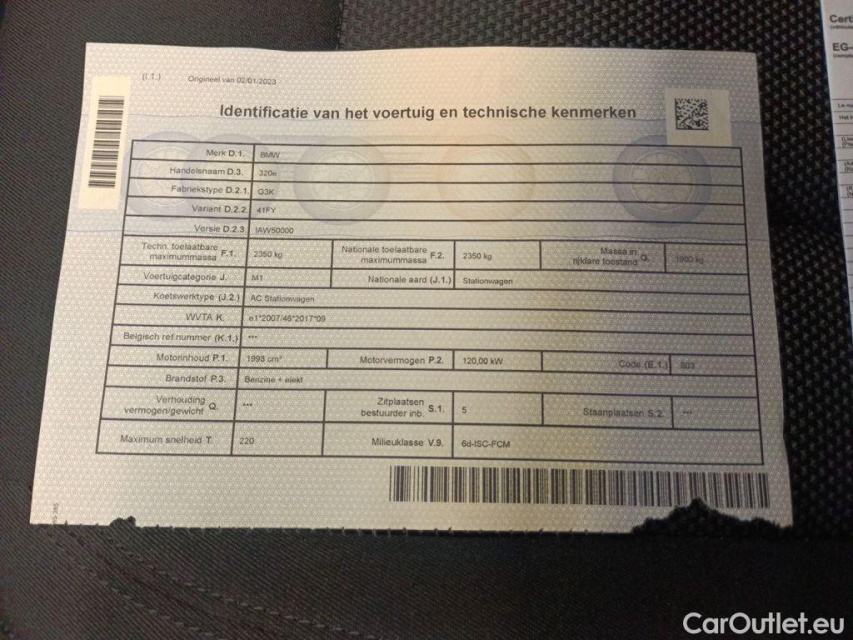 (I.T.) Origineel van 02/01/2023
Identificatie van het voertuig en technische kenmerken
Merk D.1. BMW
Handelsnaam D.3. 320e
Fabriekstype D.2.1. G3K
Variant D.2.2. 41FY
Versie D.2.3. IAW50000
Techn. toelaatbare maximummassa F.1. 2350 kg Nationale toelaatbare maximummassa F.2. 2350 kg Massa in rijklare toestand G. 1900 kg
Voertuigcategorie J. M1 Nationale aard (J.1.) Stationwagen
Koetswerktype (J.2.) AC Stationwagen
WVTA K. e1*2007/46*2017*09
Belgisch ref.nummer (K.1.) ***
Motorinhoud P.1. 1998 cm³ Motorvermogen P.2. 120,00 kW Code (E.1.) 803
Brandstof P.3. Benzine + elekt
Verhouding vermogen/gewicht Q. *** Zitplaatsen bestuurder inb. S.1. 5 Staanplaatsen S.2. ***
Maximum snelheid T. 220 Milieuklasse V.9. 6d-ISC-FCM
Cert
EG-
CarOutlet.eu